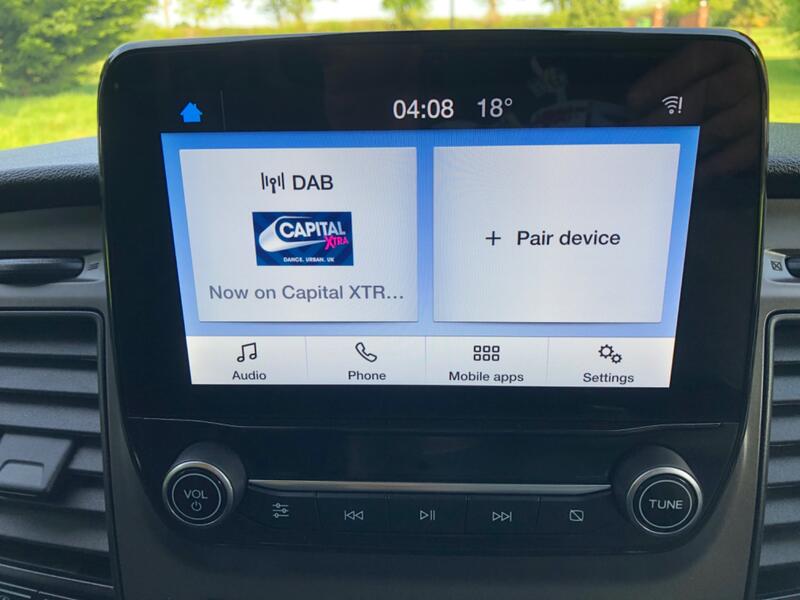 04:08 18°
DAB
CAPITAL
XTRA
DANCE. URBAN. UK
Now on Capital XTR...
+ Pair device
Audio
Phone
Mobile apps
Settings
VOL
TUNE